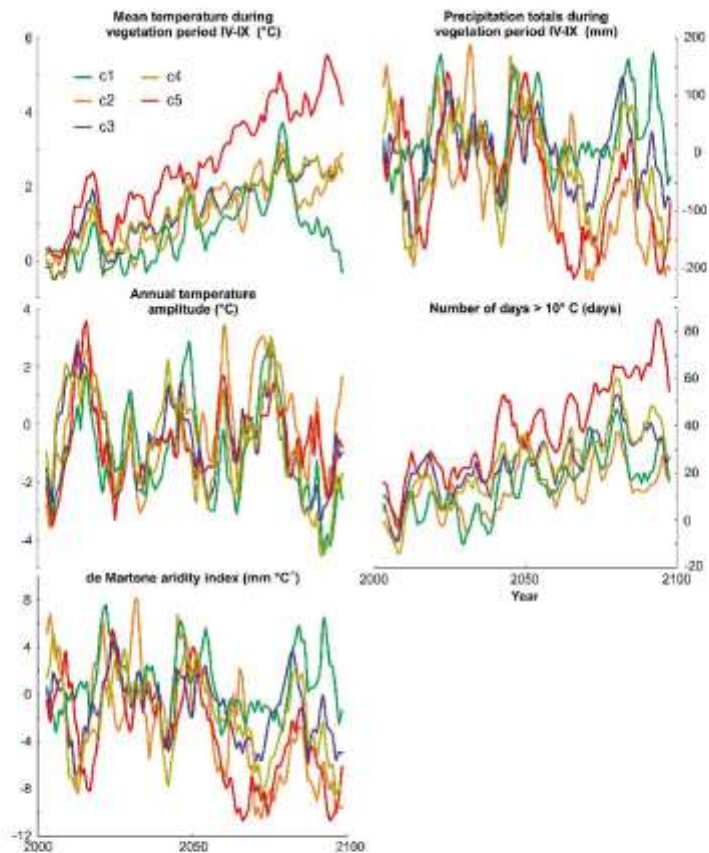 Mean temperature during
vegetation period IV-IX (°C)
Precipitation totals during
vegetation period IV-IX (mm)
6
4
2
0
c1
c4
c2
c5
c3
200
100
0
-100
-200
Annual temperature
amplitude (°C)
Number of days > 10° C (days)
4
2
0
-2
-4
80
60
40
20
0
-20
2000
2050
2100
Year
de Martone aridity index (mm °C⁻¹)
8
4
0
-4
-8
-12
2000
2050
2100